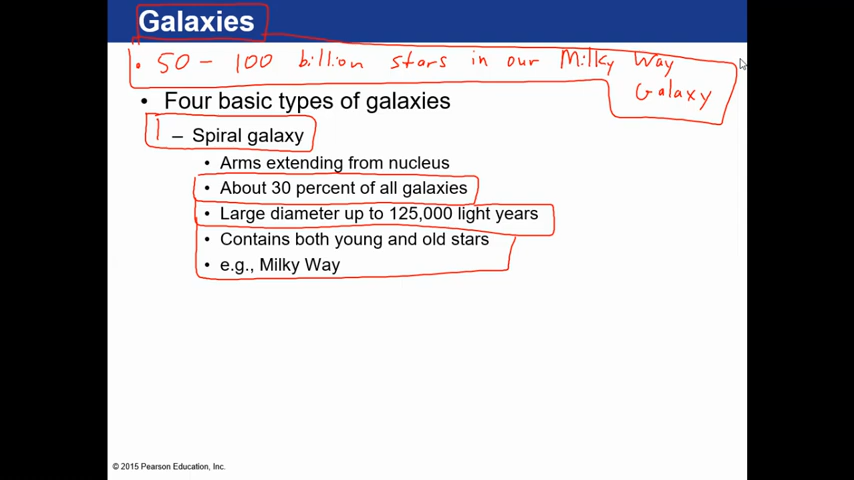 Galaxies
• 50 - 100 billion stars in our Milky Way
Galaxy
• Four basic types of galaxies
1 – Spiral galaxy
• Arms extending from nucleus
• About 30 percent of all galaxies
• Large diameter up to 125,000 light years
• Contains both young and old stars
• e.g., Milky Way
© 2015 Pearson Education, Inc.